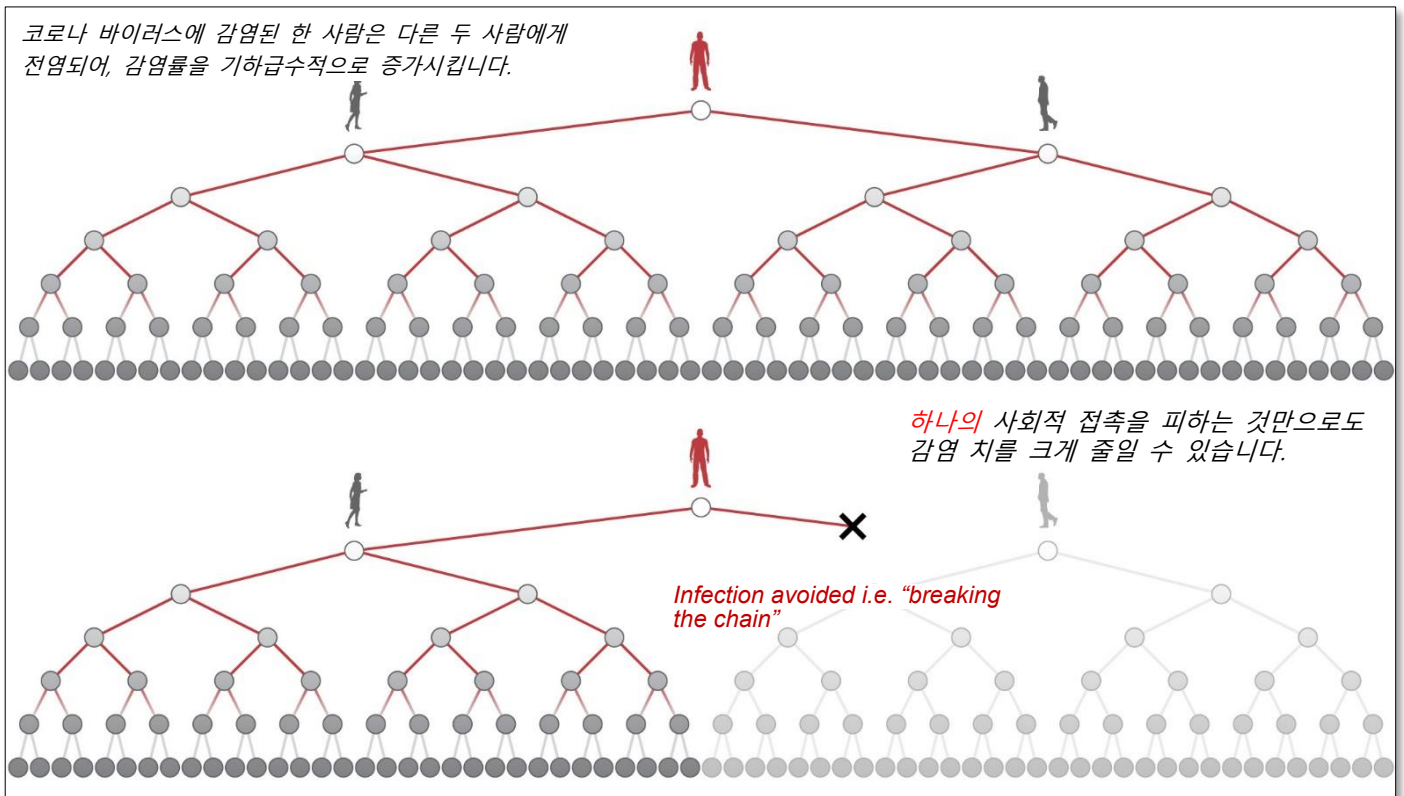 코로나 바이러스에 감염된 한 사람은 다른 두 사람에게
전염되어, 감염률을 기하급수적으로 증가시킵니다.
하나의 사회적 접촉을 피하는 것만으로도
감염 치를 크게 줄일 수 있습니다.
Infection avoided i.e. “breaking
the chain”